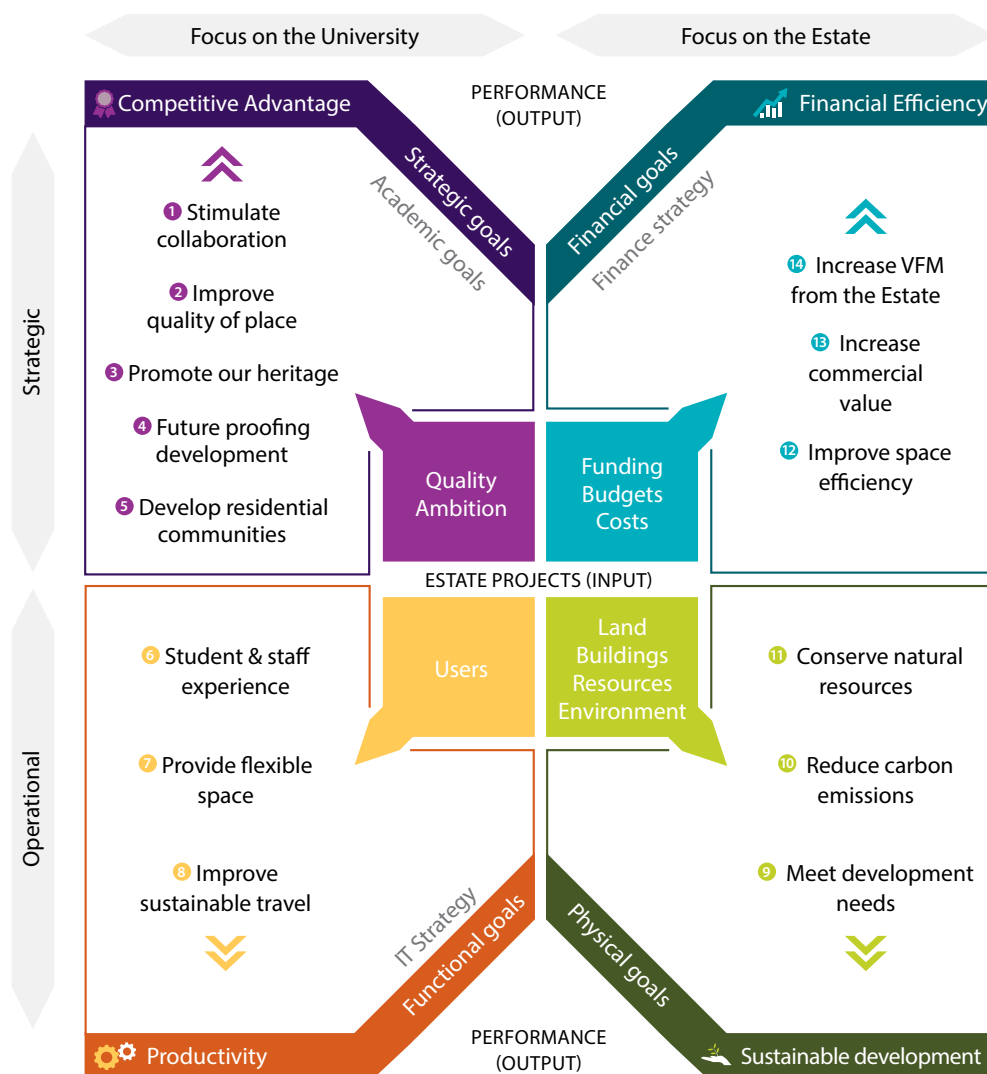 Focus on the University
Focus on the Estate
Competitive Advantage
PERFORMANCE
(OUTPUT)
Financial Efficiency
Strategic goals
Academic goals
Financial goals
Finance strategy
Strategic
1 Stimulate
collaboration
2 Improve
quality of place
3 Promote our heritage
4 Future proofing
development
5 Develop residential
communities
14 Increase VFM
from the Estate
13 Increase
commercial
value
12 Improve space
efficiency
Quality
Ambition
Funding
Budgets
Costs
ESTATE PROJECTS (INPUT)
Users
Land
Buildings
Resources
Environment
Operational
6 Student & staff
experience
7 Provide flexible
space
8 Improve
sustainable travel
11 Conserve natural
resources
10 Reduce carbon
emissions
9 Meet development
needs
IT Strategy
Functional goals
Physical goals
Productivity
PERFORMANCE
(OUTPUT)
Sustainable development